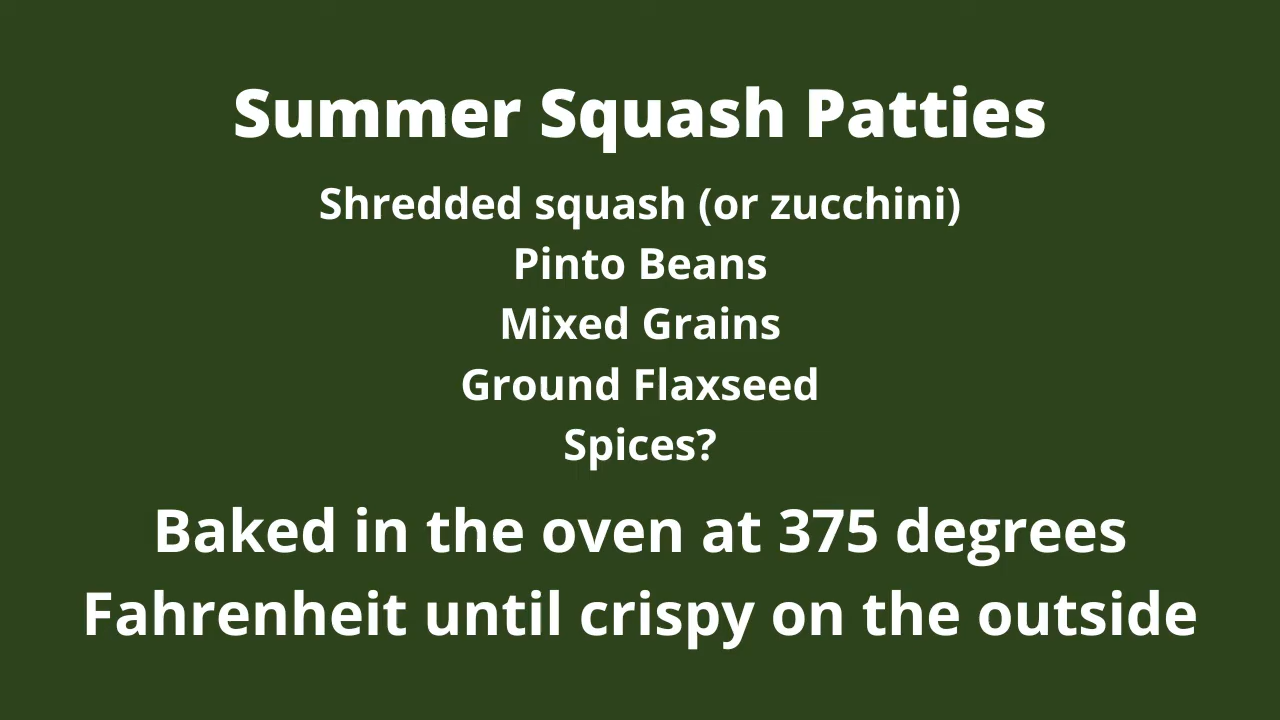 Summer Squash Patties
Shredded squash (or zucchini)
Pinto Beans
Mixed Grains
Ground Flaxseed
Spices?
Baked in the oven at 375 degrees
Fahrenheit until crispy on the outside